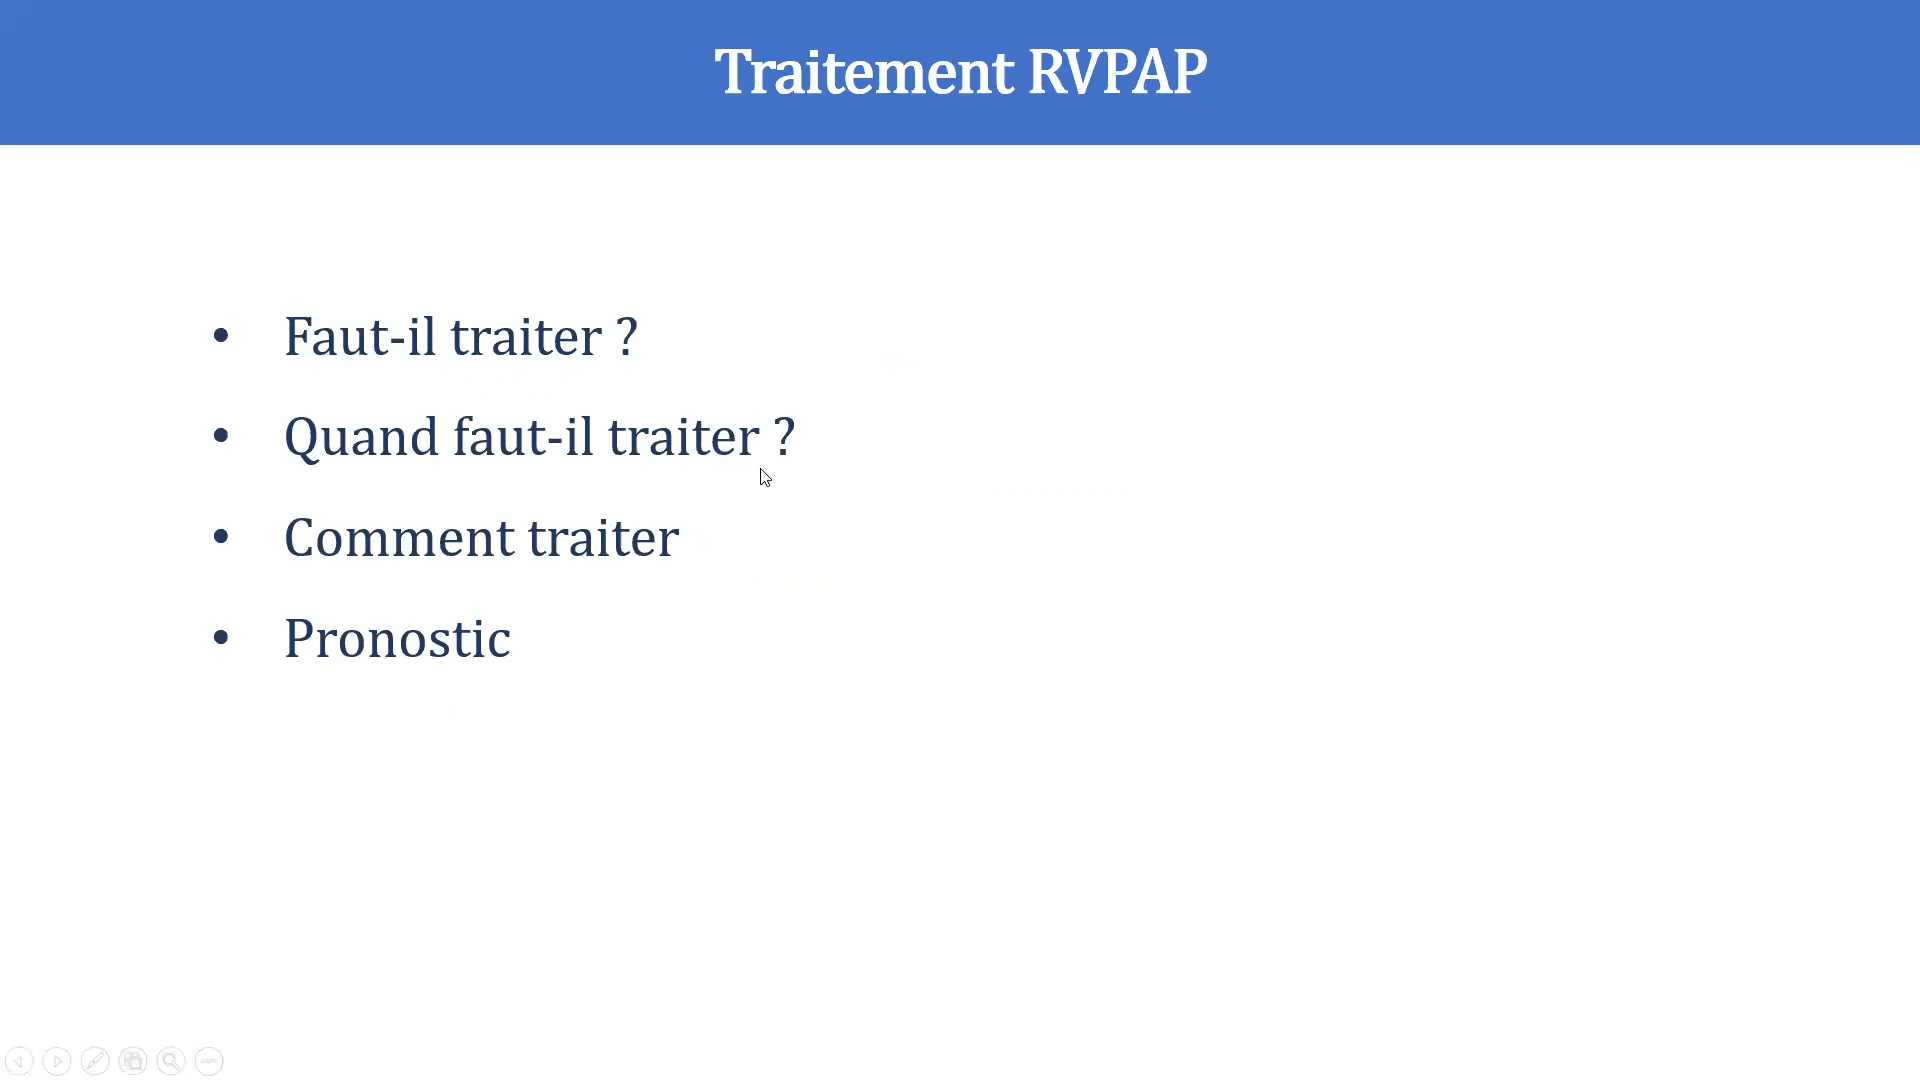 Traitement RVPAP
• Faut-il traiter ?
• Quand faut-il traiter ?
• Comment traiter
• Pronostic